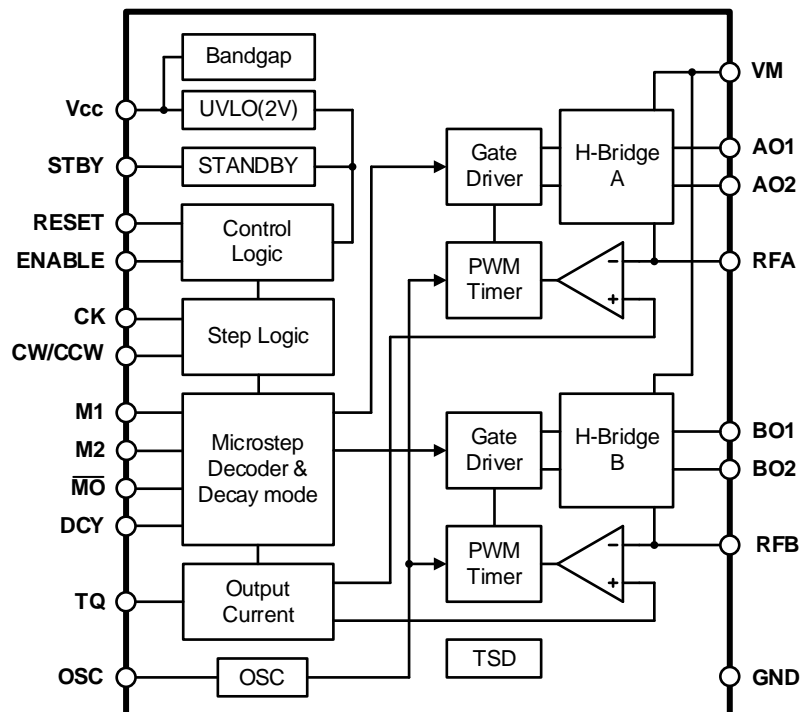 Bandgap
VM
Vcc
UVLO(2V)
Gate
Driver
H-Bridge
A
AO1
STBY
STANDBY
AO2
RESET
Control
Logic
ENABLE
PWM
Timer
−
+
RFA
CK
Step Logic
CW/CCW
M1
Microstep
Decoder &
Decay mode
Gate
Driver
H-Bridge
B
BO1
M2
BO2
M̅O̅
DCY
PWM
Timer
−
+
RFB
TQ
Output
Current
TSD
OSC
OSC
GND